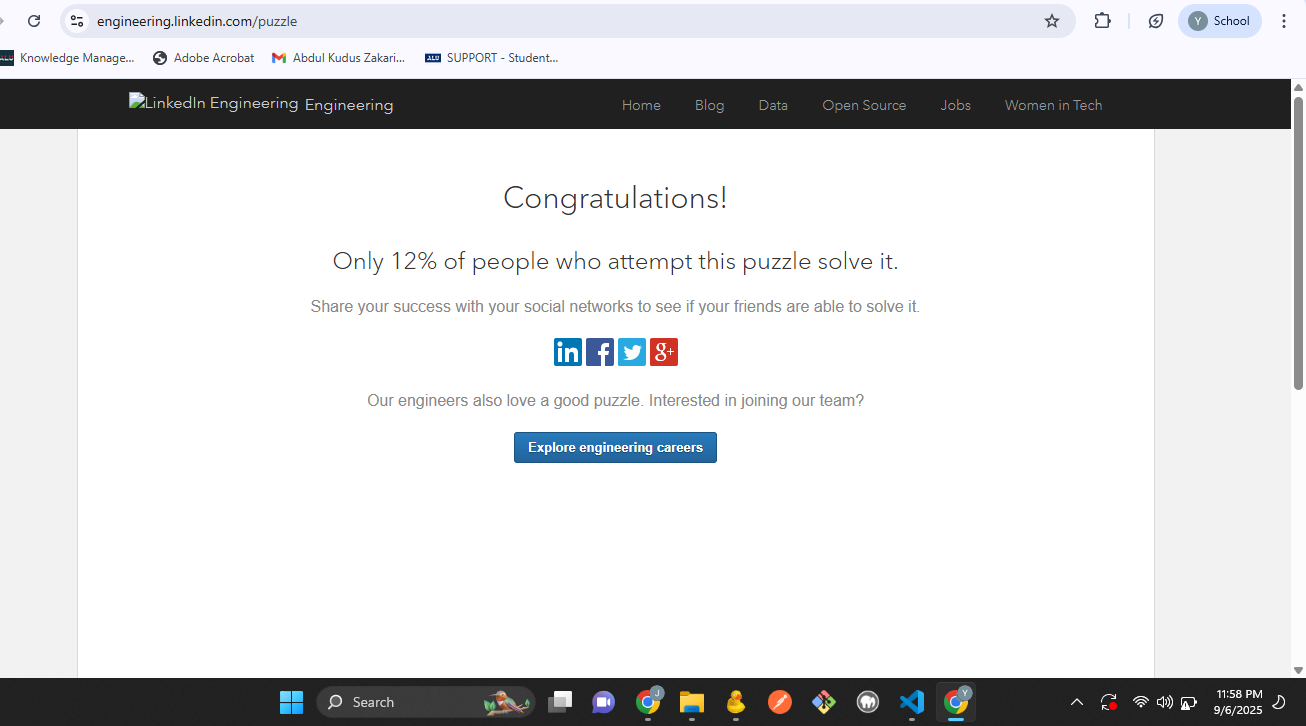 engineering.linkedin.com/puzzle
Y School
ALU Knowledge Manage... Adobe Acrobat Abdul Kudus Zakari... ALU SUPPORT - Student...
LinkedIn Engineering Engineering Home Blog Data Open Source Jobs Women in Tech
Congratulations!
Only 12% of people who attempt this puzzle solve it.
Share your success with your social networks to see if your friends are able to solve it.
in f g+
Our engineers also love a good puzzle. Interested in joining our team?
Explore engineering careers
Search J Y 11:58 PM
9/6/2025